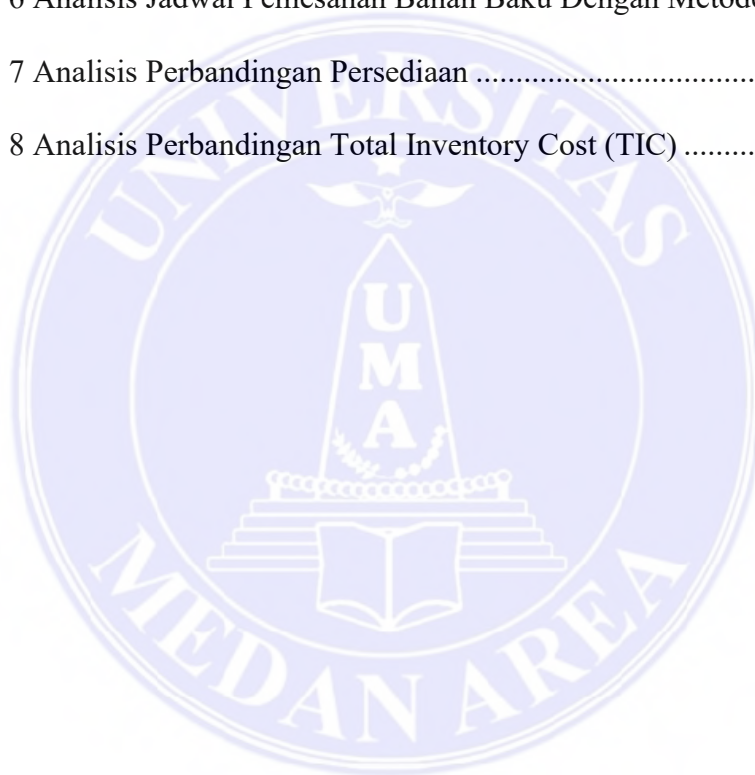 6 Analisis Jadwal Pemesanan Bahan Baku Dengan Metode
7 Analisis Perbandingan Persediaan ..................................
8 Analisis Perbandingan Total Inventory Cost (TIC) .........
UNIVERSITAS
UMA
MEDAN AREA